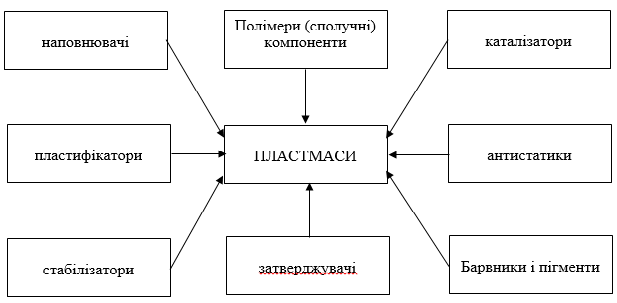 наповнювачі
Полімери (сполучні)
компоненти
каталізатори
пластифікатори
ПЛАСТМАСИ
антистатики
стабілізатори
затверджувачі
Барвники і пігменти